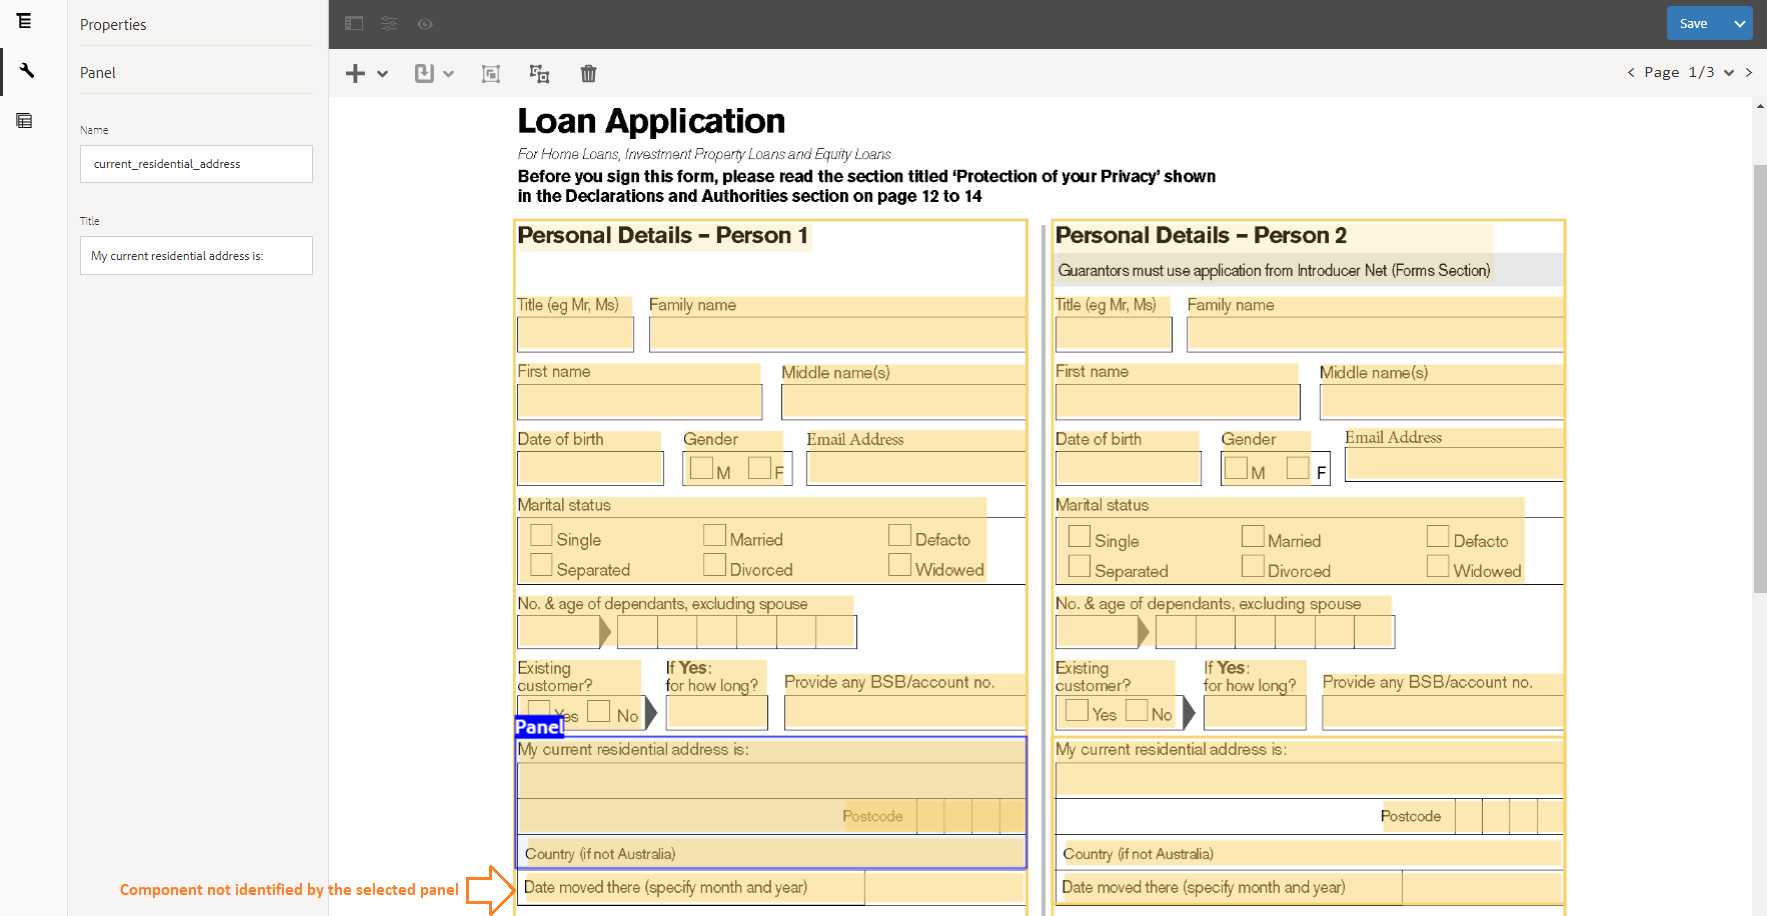 Properties
Panel
Name
current_residential_address
Title
My current residential address is:
Save
Page 1/3
Loan Application
For Home Loans, Investment Property Loans and Equity Loans
Before you sign this form, please read the section titled ‘Protection of your Privacy’ shown
in the Declarations and Authorities section on page 12 to 14
Personal Details – Person 1
Title (eg Mr, Ms) Family name
First name Middle name(s)
Date of birth Gender Email Address
M F
Marital status
Single Married Defacto
Separated Divorced Widowed
No. & age of dependants, excluding spouse
Existing If Yes:
customer? for how long? Provide any BSB/account no.
Yes No
Panel
My current residential address is:
Postcode
Country (if not Australia)
Date moved there (specify month and year)
Component not identified by the selected panel
Personal Details – Person 2
Guarantors must use application from Introducer Net (Forms Section)
Title (eg Mr, Ms) Family name
First name Middle name(s)
Date of birth Gender Email Address
M F
Marital status
Single Married Defacto
Separated Divorced Widowed
No. & age of dependants, excluding spouse
Existing If Yes:
customer? for how long? Provide any BSB/account no.
Yes No
My current residential address is:
Postcode
Country (if not Australia)
Date moved there (specify month and year)